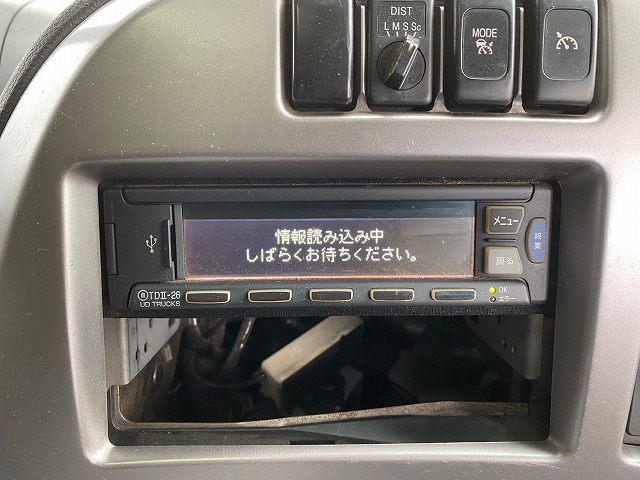 DIST
L M S Sc
MODE
情報読み込み中
しばらくお待ちください。
メニュー
終業
戻る
TDII-26
UD TRUCKS
OK
エラー